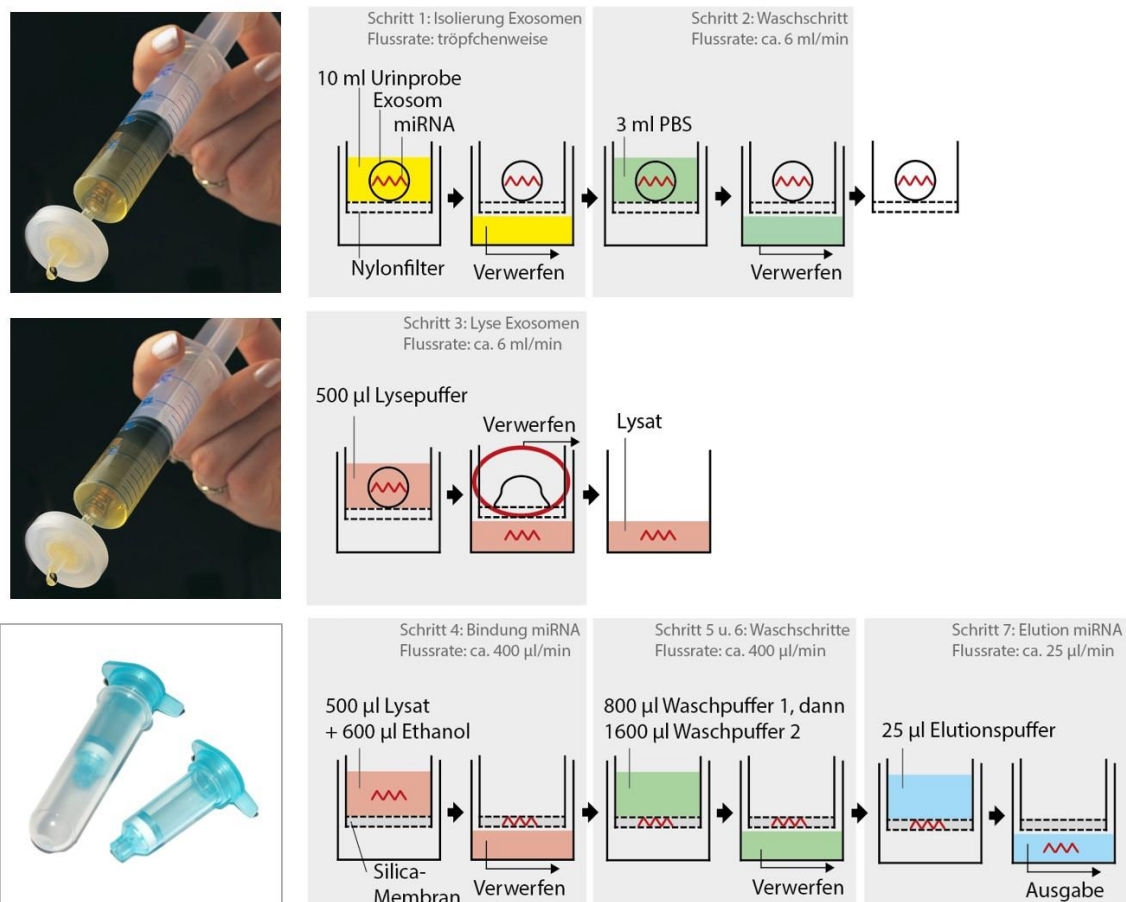 Schritt 1: Isolierung Exosomen
Flussrate: tröpfchenweise
10 ml Urinprobe
Exosom
miRNA
Nylonfilter
Verwerfen
Schritt 2: Waschschritt
Flussrate: ca. 6 ml/min
3 ml PBS
Verwerfen
Schritt 3: Lyse Exosomen
Flussrate: ca. 6 ml/min
500 µl Lysepuffer
Verwerfen
Lysat
Schritt 4: Bindung miRNA
Flussrate: ca. 400 µl/min
500 µl Lysat
+ 600 µl Ethanol
Silica-
Membran
Verwerfen
Schritt 5 u. 6: Waschschritte
Flussrate: ca. 400 µl/min
800 µl Waschpuffer 1, dann
1600 µl Waschpuffer 2
Verwerfen
Schritt 7: Elution miRNA
Flussrate: ca. 25 µl/min
25 µl Elutionspuffer
Ausgabe